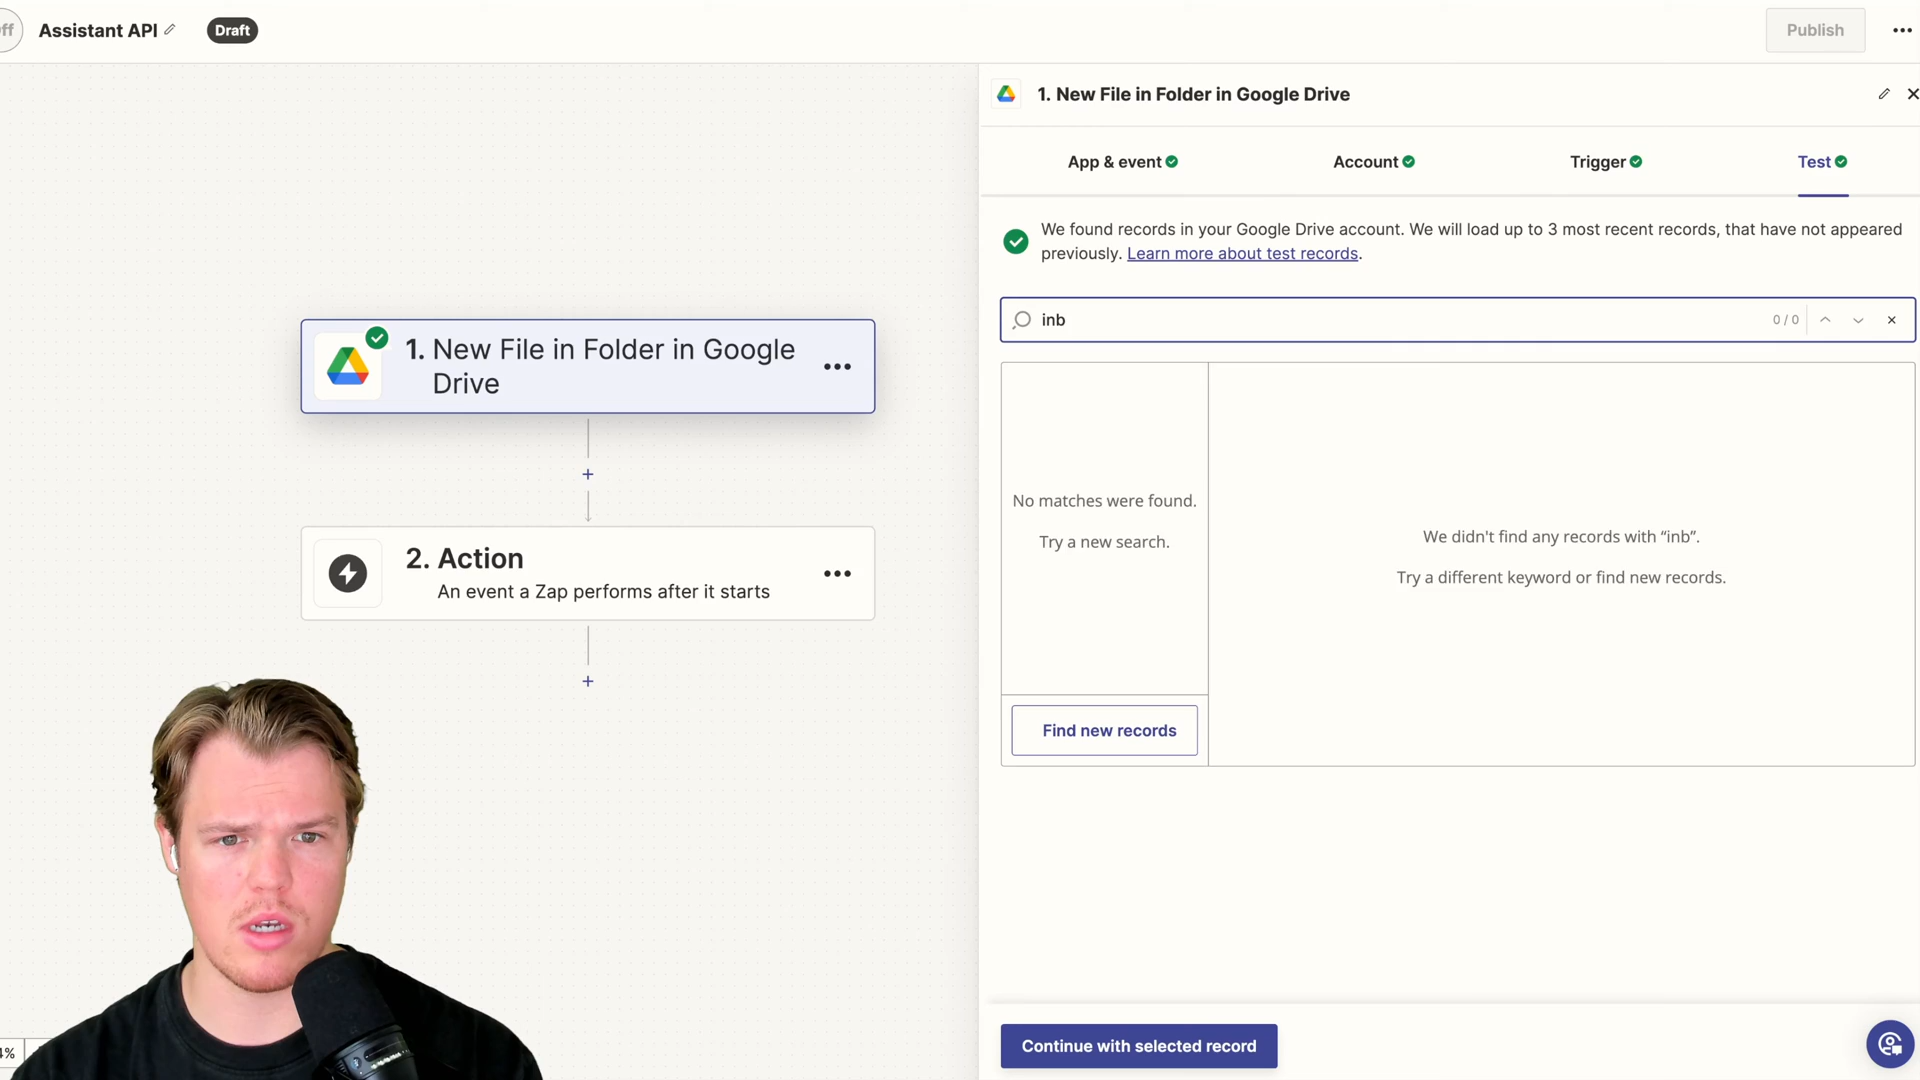 ff
Assistant API
Draft
Publish
1. New File in Folder in Google Drive
App & event
Account
Trigger
Test
We found records in your Google Drive account. We will load up to 3 most recent records, that have not appeared
previously. Learn more about test records.
inb
0 / 0
1. New File in Folder in Google
Drive
No matches were found.
Try a new search.
We didn't find any records with “inb”.
Try a different keyword or find new records.
2. Action
An event a Zap performs after it starts
Find new records
Continue with selected record
4%